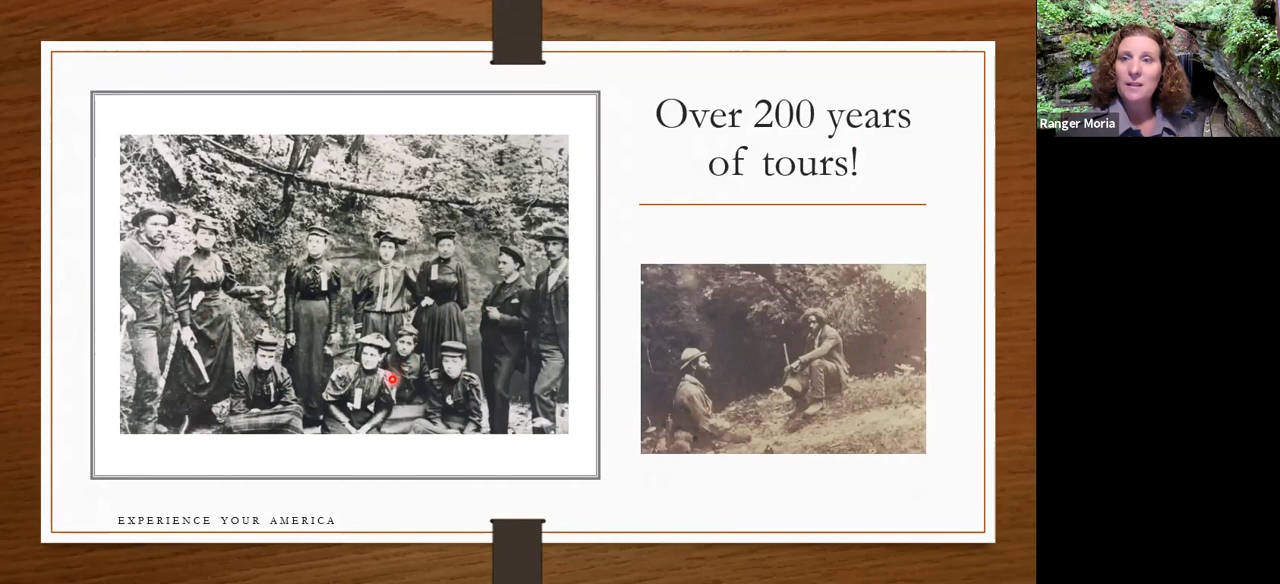 Over 200 years
of tours!
EXPERIENCE YOUR AMERICA
Ranger Moria